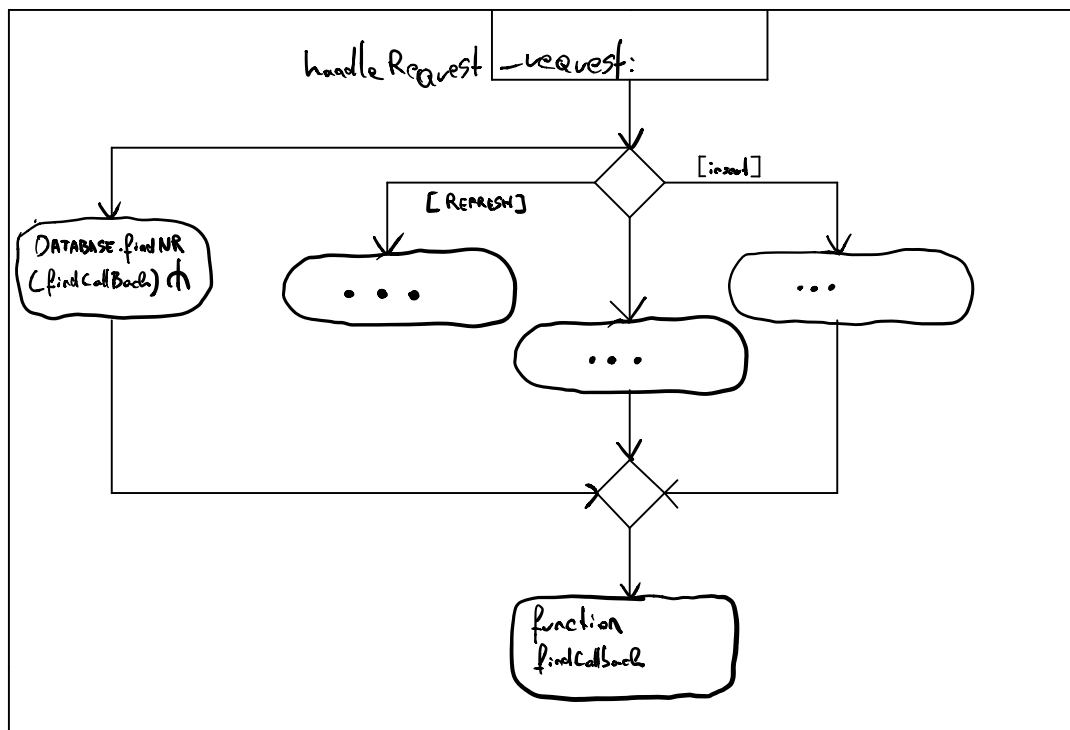 handleRequest _request:
[insert]
[REFRESH]
DATABASE.findNR
(findCallBack)
...
...
...
function
findCallback